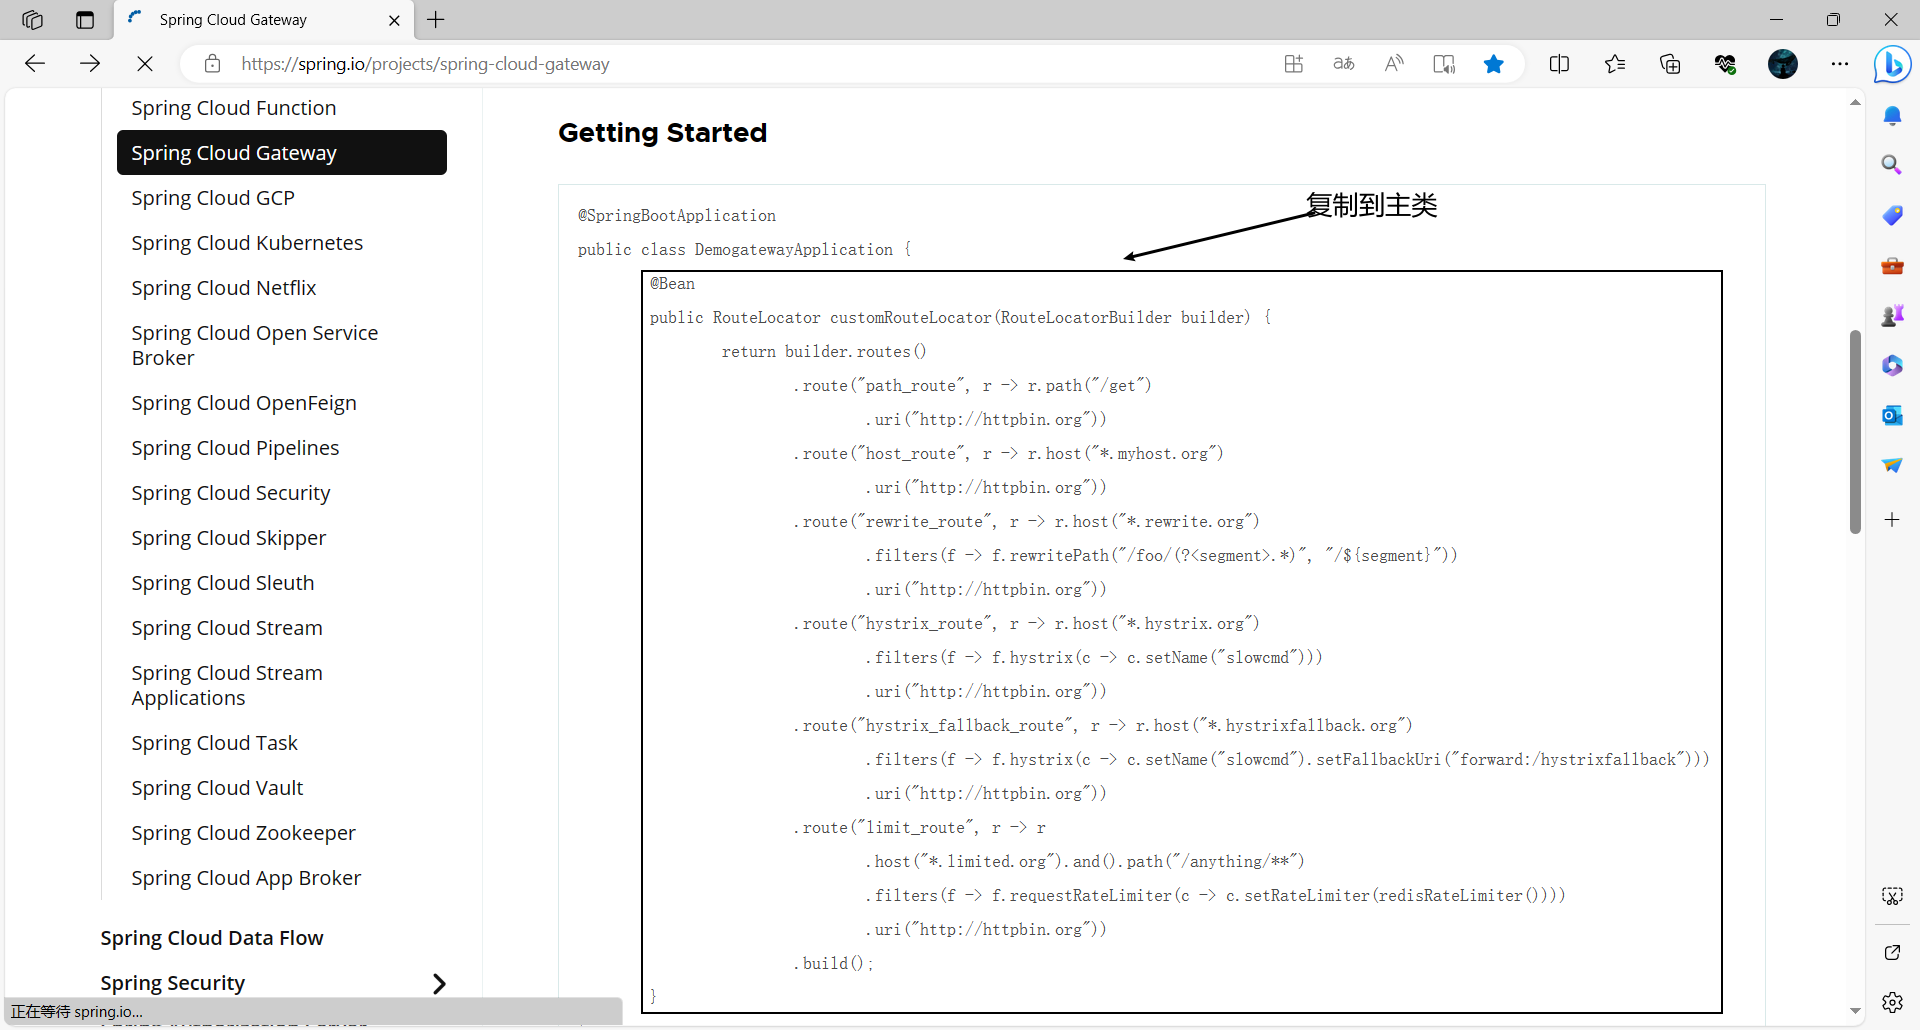 Spring Cloud Gateway
https://spring.io/projects/spring-cloud-gateway
Spring Cloud Function
Spring Cloud Gateway
Spring Cloud GCP
Spring Cloud Kubernetes
Spring Cloud Netflix
Spring Cloud Open Service
Broker
Spring Cloud OpenFeign
Spring Cloud Pipelines
Spring Cloud Security
Spring Cloud Skipper
Spring Cloud Sleuth
Spring Cloud Stream
Spring Cloud Stream
Applications
Spring Cloud Task
Spring Cloud Vault
Spring Cloud Zookeeper
Spring Cloud App Broker
Spring Cloud Data Flow
Spring Security
正在等待 spring.io...
Getting Started
复制到主类
@SpringBootApplication
public class DemogatewayApplication {
@Bean
public RouteLocator customRouteLocator(RouteLocatorBuilder builder) {
return builder.routes()
.route("path_route", r -> r.path("/get")
.uri("http://httpbin.org"))
.route("host_route", r -> r.host("*.myhost.org")
.uri("http://httpbin.org"))
.route("rewrite_route", r -> r.host("*.rewrite.org")
.filters(f -> f.rewritePath("/foo/(?<segment>.*)", "/${segment}"))
.uri("http://httpbin.org"))
.route("hystrix_route", r -> r.host("*.hystrix.org")
.filters(f -> f.hystrix(c -> c.setName("slowcmd")))
.uri("http://httpbin.org"))
.route("hystrix_fallback_route", r -> r.host("*.hystrixfallback.org")
.filters(f -> f.hystrix(c -> c.setName("slowcmd").setFallbackUri("forward:/hystrixfallback")))
.uri("http://httpbin.org"))
.route("limit_route", r -> r
.host("*.limited.org").and().path("/anything/**")
.filters(f -> f.requestRateLimiter(c -> c.setRateLimiter(redisRateLimiter())))
.uri("http://httpbin.org"))
.build();
}